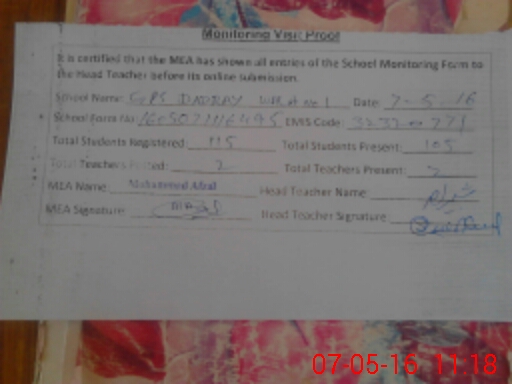 Monitoring Visit Proof
It is certified that the MEA has shown all entries of the School Monitoring Form to
the Head Teacher before its online submission.
School Name: GPS Date: 7-5-16
School Form No: EMIS Code:
Total Students Registered: 115 Total Students Present: 105
Total Teachers Posted: 2 Total Teachers Present: 2
MEA Name: Mohammed Afzal Head Teacher Name:
MEA Signature: Head Teacher Signature:
07-05-16 11:18